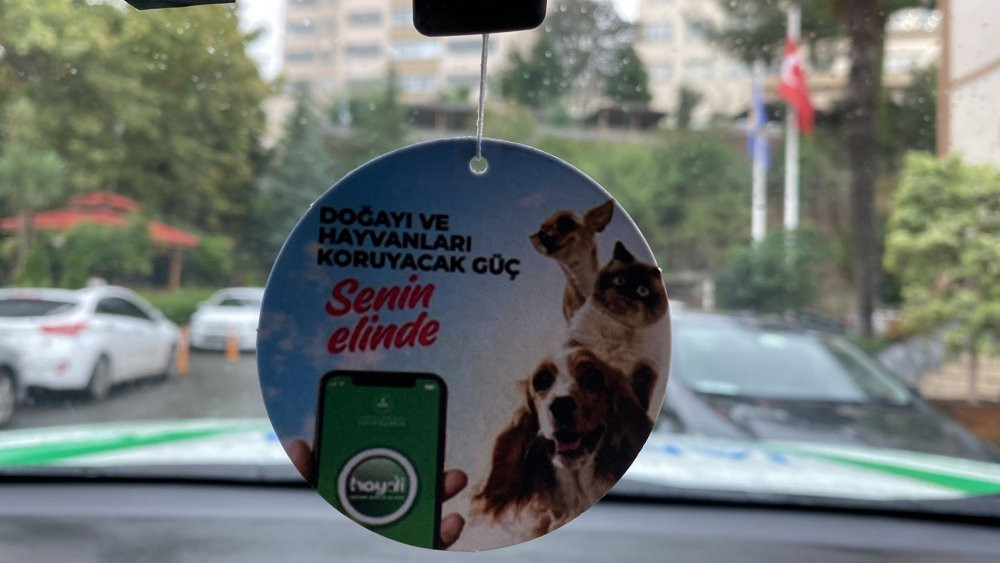 DOĞAYI VE
HAYVANLARI
KORUYACAK GÜÇ
Senin
elinde
haydi